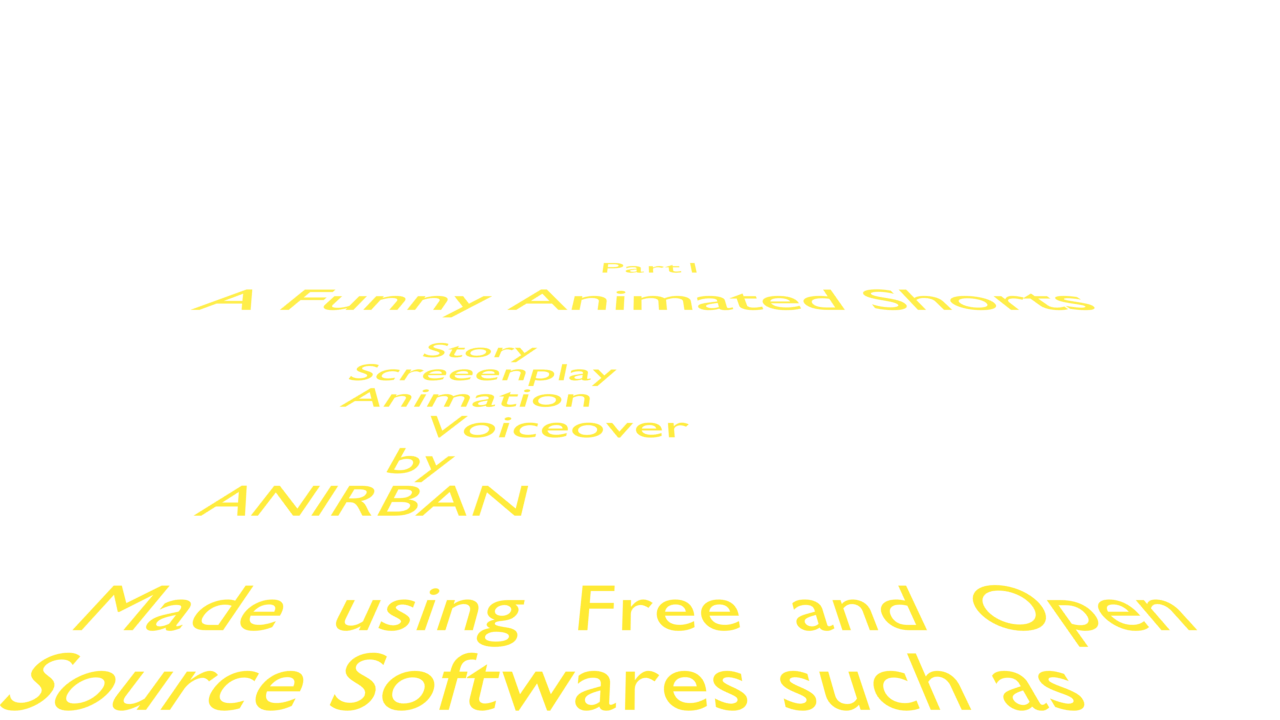 Part I
A Funny Animated Shorts
Story
Screeenplay
Animation
Voiceover
by
ANIRBAN
Made using Free and Open
Source Softwares such as